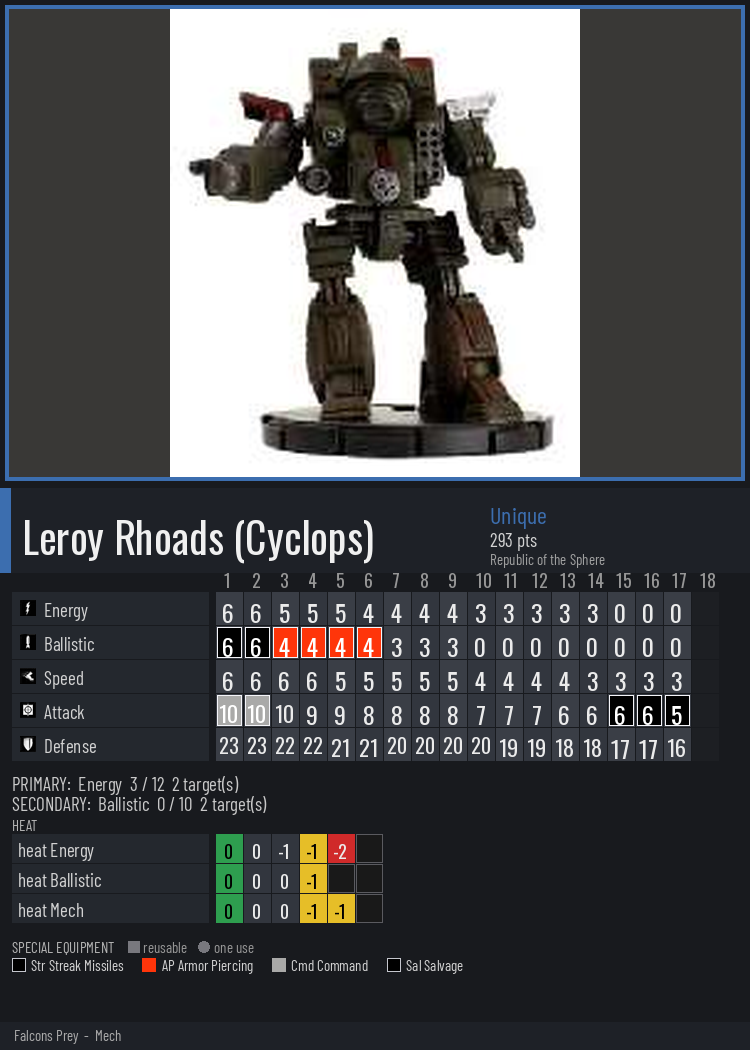 Leroy Rhoads (Cyclops)
Unique
293 pts
Republic of the Sphere
1 2 3 4 5 6 7 8 9 10 11 12 13 14 15 16 17 18
Energy 6 6 5 5 5 4 4 4 4 3 3 3 3 3 0 0 0
Ballistic 6 6 4 4 4 4 3 3 3 0 0 0 0 0 0 0 0
Speed 6 6 6 6 5 5 5 5 5 4 4 4 4 3 3 3 3
Attack 10 10 10 9 9 8 8 8 8 7 7 7 6 6 6 6 5
Defense 23 23 22 22 21 21 20 20 20 20 19 19 18 18 17 17 16
PRIMARY: Energy 3 / 12 2 target(s)
SECONDARY: Ballistic 0 / 10 2 target(s)
HEAT
heat Energy 0 0 -1 -1 -2
heat Ballistic 0 0 0 -1
heat Mech 0 0 0 -1 -1
SPECIAL EQUIPMENT reusable one use
Str Streak Missiles AP Armor Piercing Cmd Command Sal Salvage
Falcons Prey - Mech